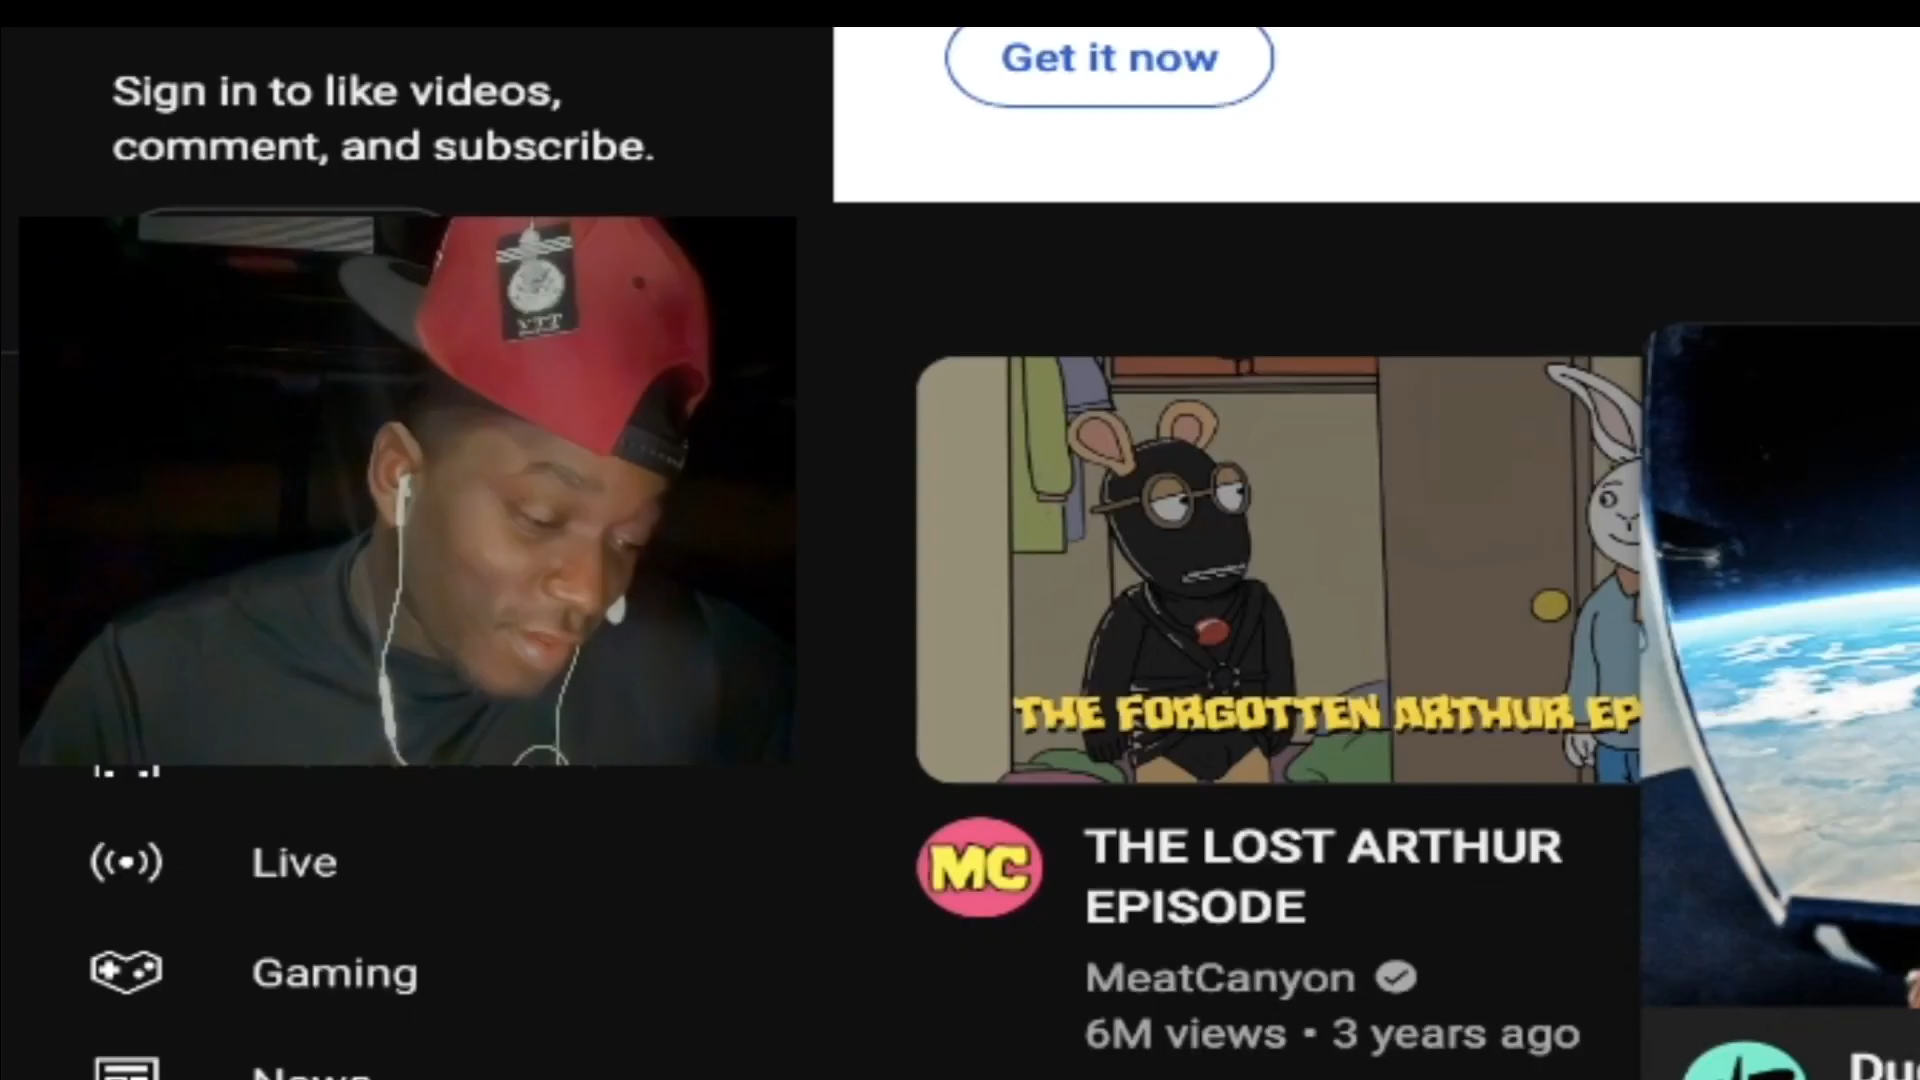 Get it now
Sign in to like videos,
comment, and subscribe.
THE FORGOTTEN ARTHUR EP
MC
THE LOST ARTHUR
EPISODE
MeatCanyon
6M views • 3 years ago
Live
Gaming
News